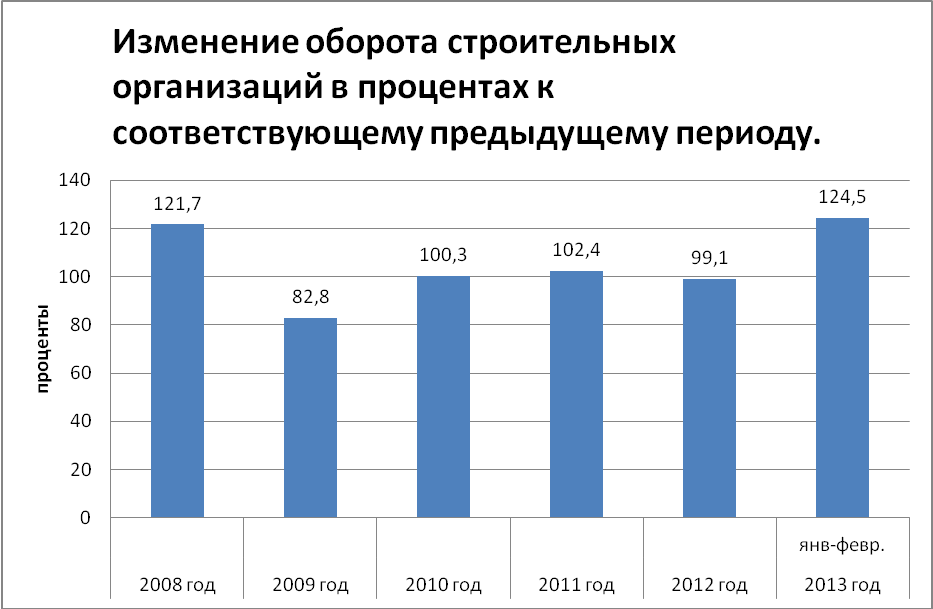 Изменение оборота строительных
организаций в процентах к
соответствующему предыдущему периоду.
проценты
140
120
100
80
60
40
20
0
121,7
82,8
100,3
102,4
99,1
124,5
янв-февр.
2008 год
2009 год
2010 год
2011 год
2012 год
2013 год